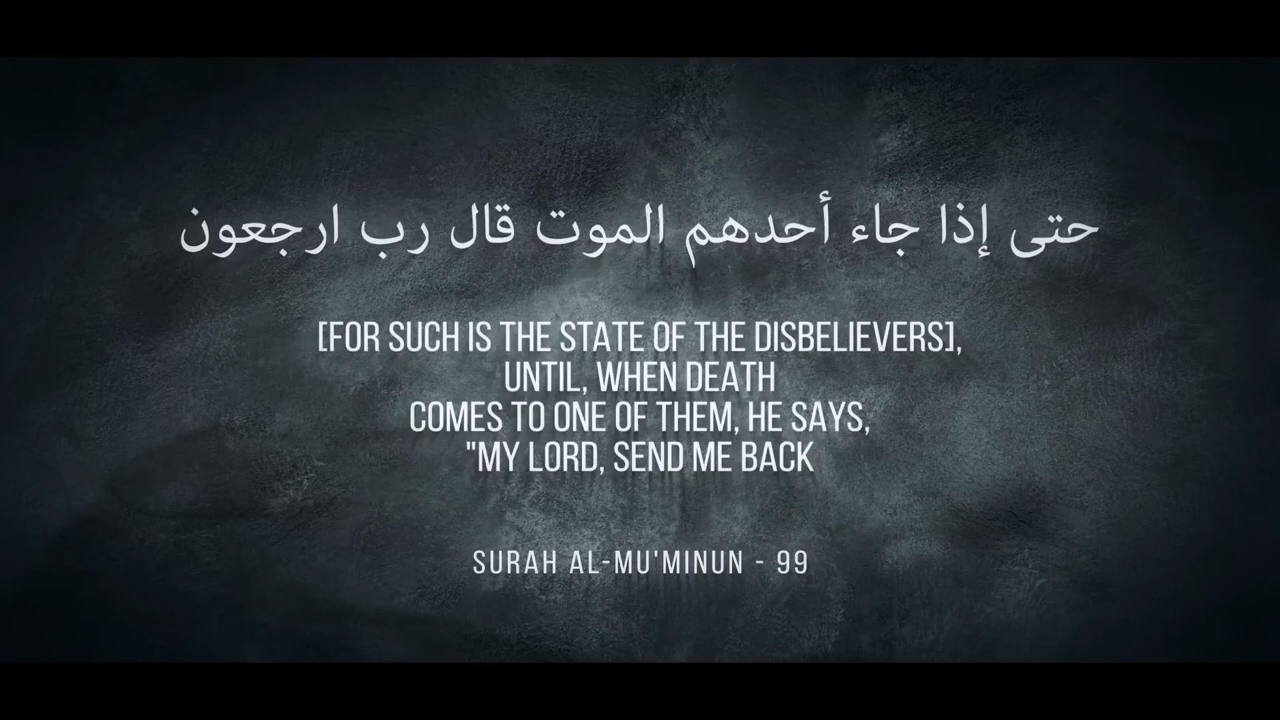 حتى إذا جاء أحدهم الموت قال رب ارجعون
[FOR SUCH IS THE STATE OF THE DISBELIEVERS],
UNTIL, WHEN DEATH
COMES TO ONE OF THEM, HE SAYS,
"MY LORD, SEND ME BACK
SURAH AL-MU'MINUN - 99